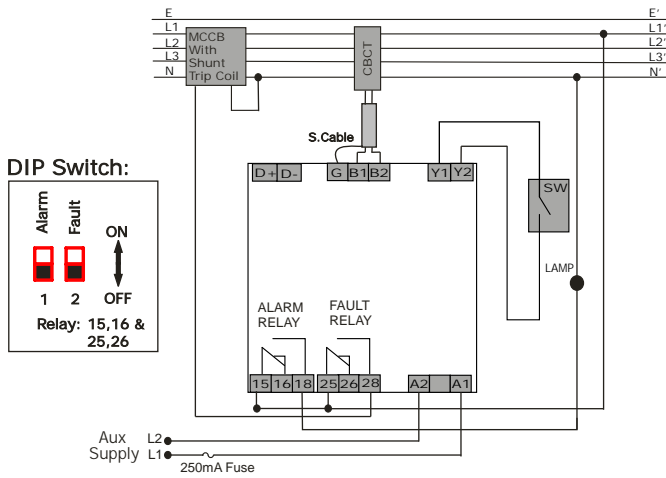 E E'
L1 L1'
L2 L2'
L3 L3'
N N'
MCCB
With
Shunt
Trip Coil
CBCT
S.Cable
D+ D- G B1 B2 Y1 Y2
SW
LAMP
DIP Switch:
Alarm Fault
ON
1 2 OFF
Relay: 15,16 &
25,26
ALARM
RELAY
FAULT
RELAY
15 16 18 25 26 28 A2 A1
Aux
Supply
L2
L1
250mA Fuse